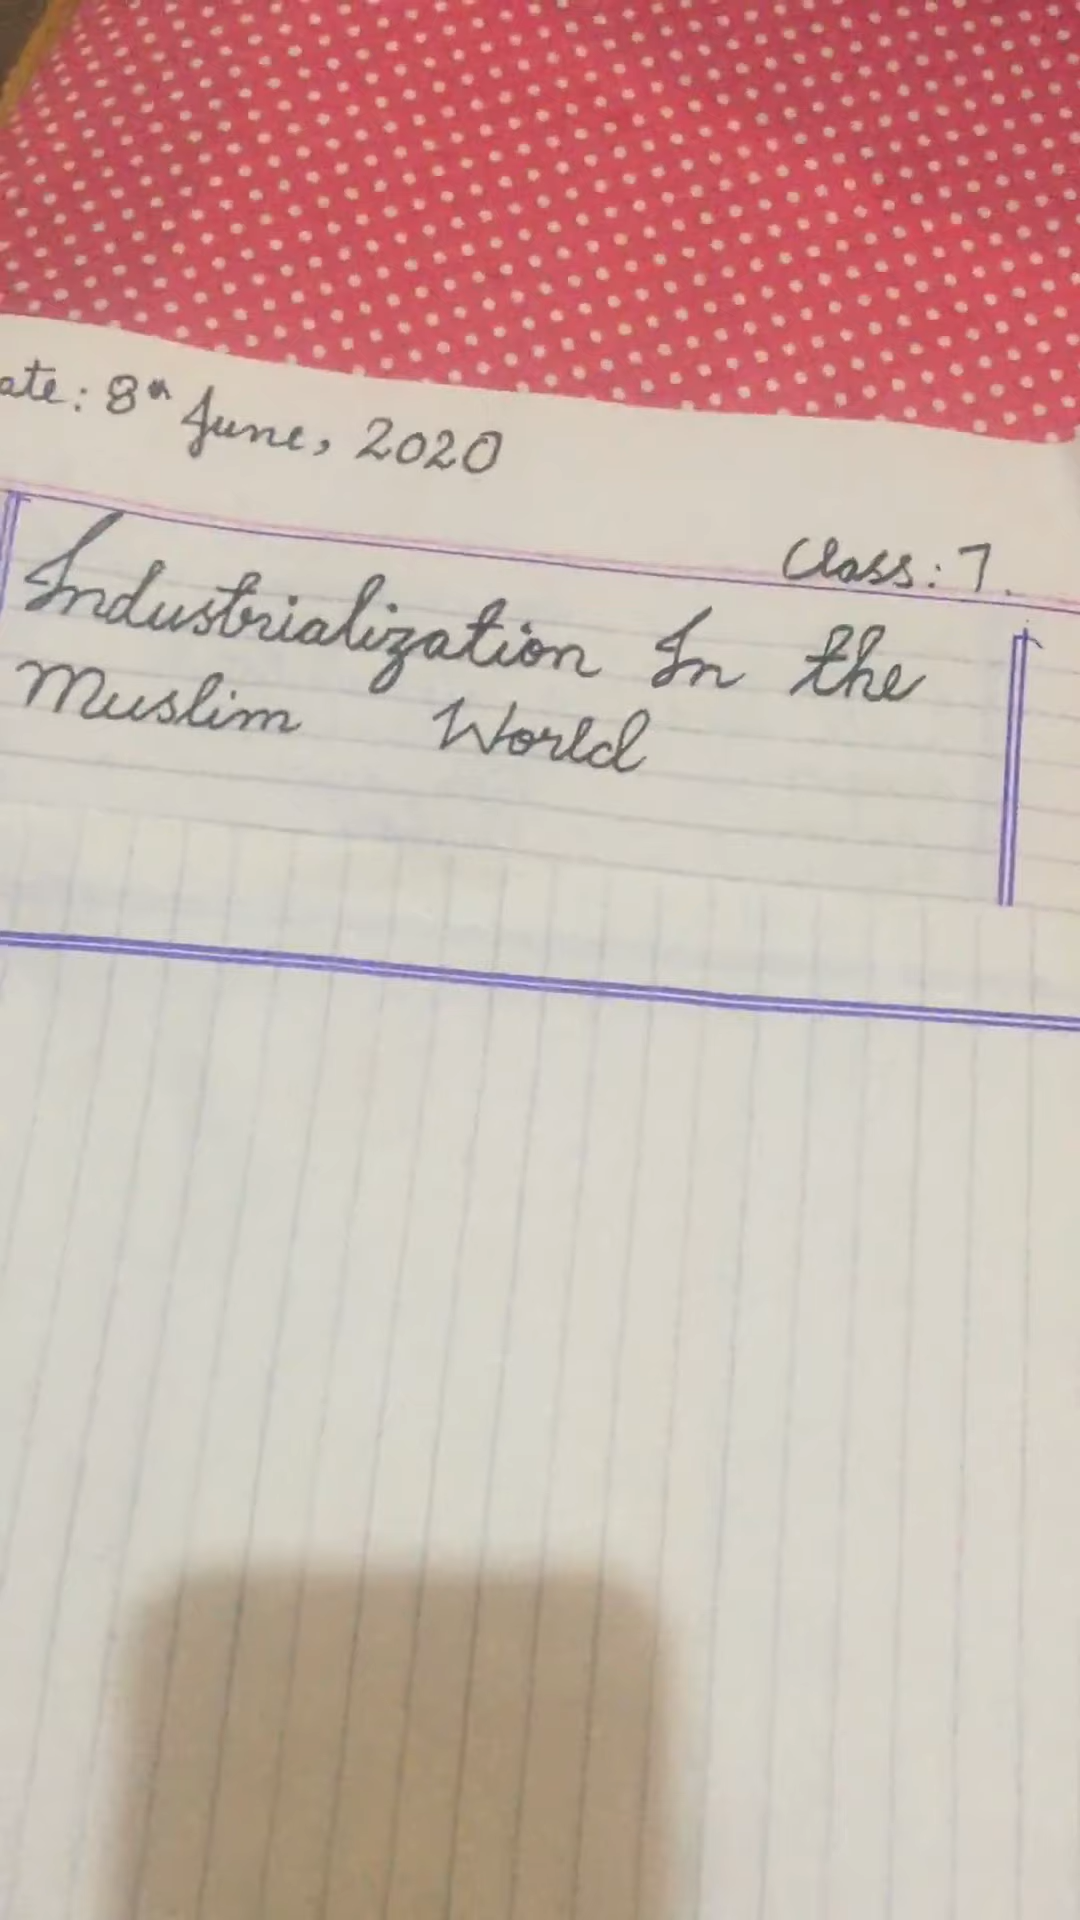 ate: 8th June, 2020
Class: 7.
Industrialization In the
Muslim World